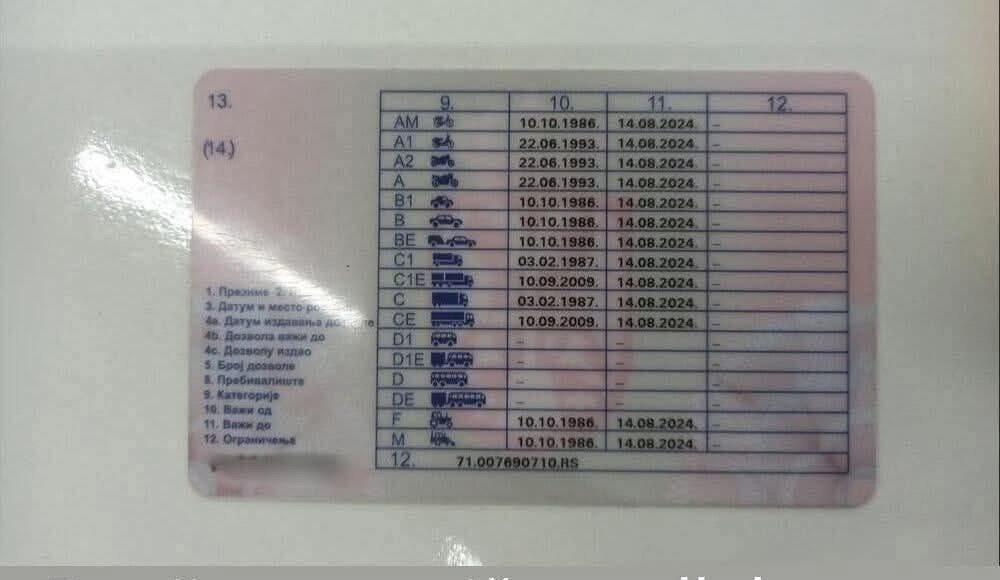 13.
(14.)
9. 10. 11. 12.
AM 10.10.1986. 14.08.2024. –
A1 22.06.1993. 14.08.2024. –
A2 22.06.1993. 14.08.2024. –
A 22.06.1993. 14.08.2024. –
B1 10.10.1986. 14.08.2024. –
B 10.10.1986. 14.08.2024. –
BE 10.10.1986. 14.08.2024. –
C1 03.02.1987. 14.08.2024. –
C1E 10.09.2009. 14.08.2024. –
C 03.02.1987. 14.08.2024. –
CE 10.09.2009. 14.08.2024. –
D1 – – –
D1E – – –
D – – –
DE – – –
F 10.10.1986. 14.08.2024. –
M 10.10.1986. 14.08.2024. –
12. 71.007690710.RS
1. Презиме 2.
3. Датум и место
4a. Датум издавања
4b. Дозвола важи до
4c. Дозволу издао
5. Број дозволе
8. Пребивалиште
9. Категорије
10. Важи од
11. Важи до
12. Ограничење